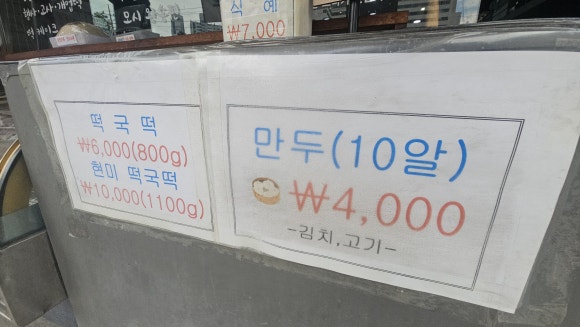 식 혜
₩7,000
떡 국 떡
₩6,000(800g)
현미 떡국떡
₩10,000(1100g)
만두(10알)
₩4,000
-김치,고기-